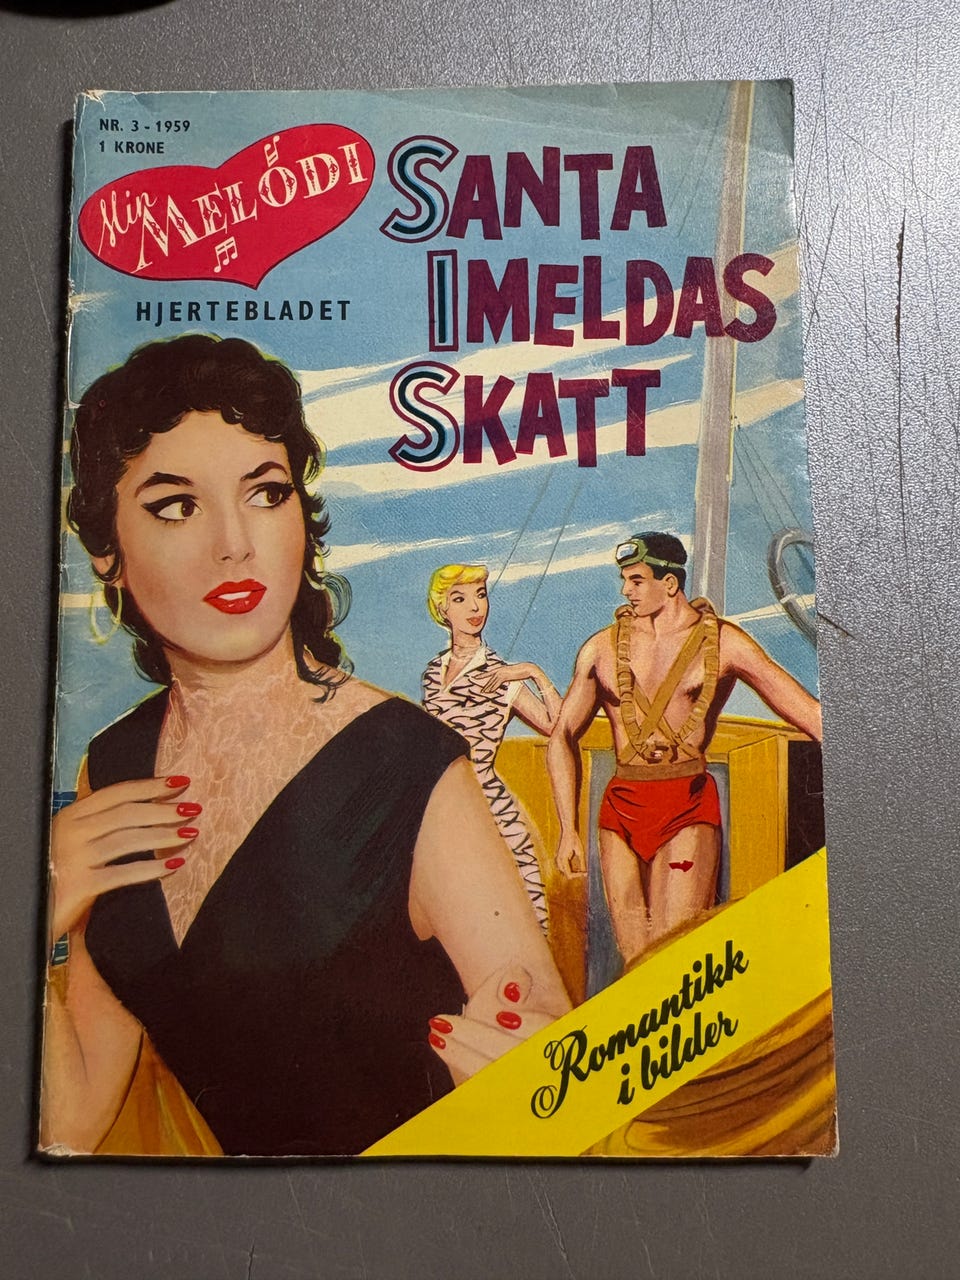 NR. 3 - 1959
1 KRONE
Min
MELODI
HJERTEBLADET
SANTA
IMELDAS
SKATT
Romantikk
i bilder